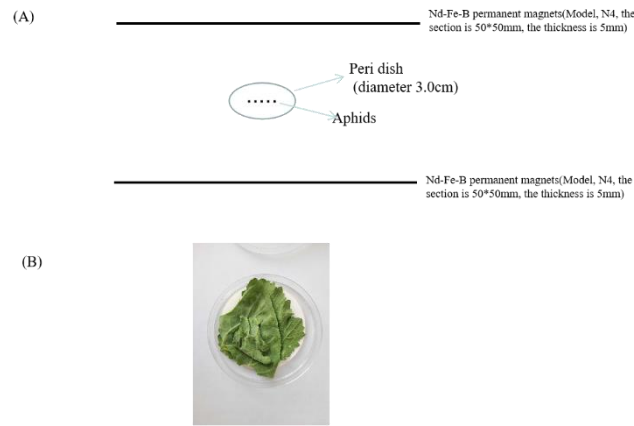 (A)
Nd-Fe-B permanent magnets(Model, N4, the
section is 50*50mm, the thickness is 5mm)
Peri dish
(diameter 3.0cm)
Aphids
Nd-Fe-B permanent magnets(Model, N4, the
section is 50*50mm, the thickness is 5mm)
(B)